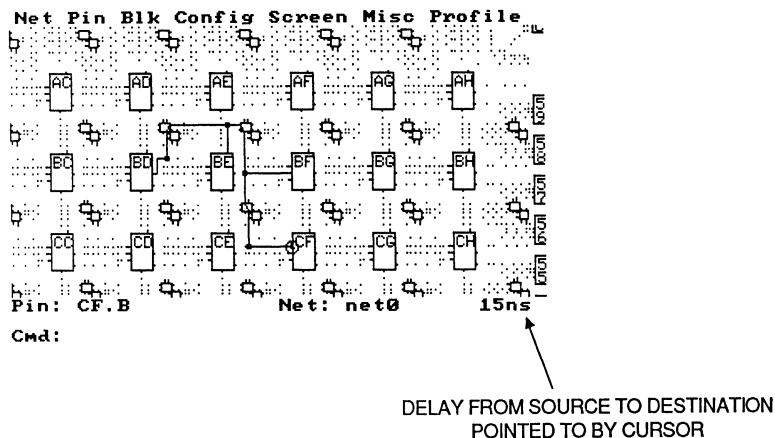 Net Pin Blk Config Screen Misc Profile
AC AD AE AF AG AH
BC BD BE BF BG BH
CC CD CE CF CG CH
Pin: CF.B Net: net0 15ns
Cmd:
DELAY FROM SOURCE TO DESTINATION
POINTED TO BY CURSOR